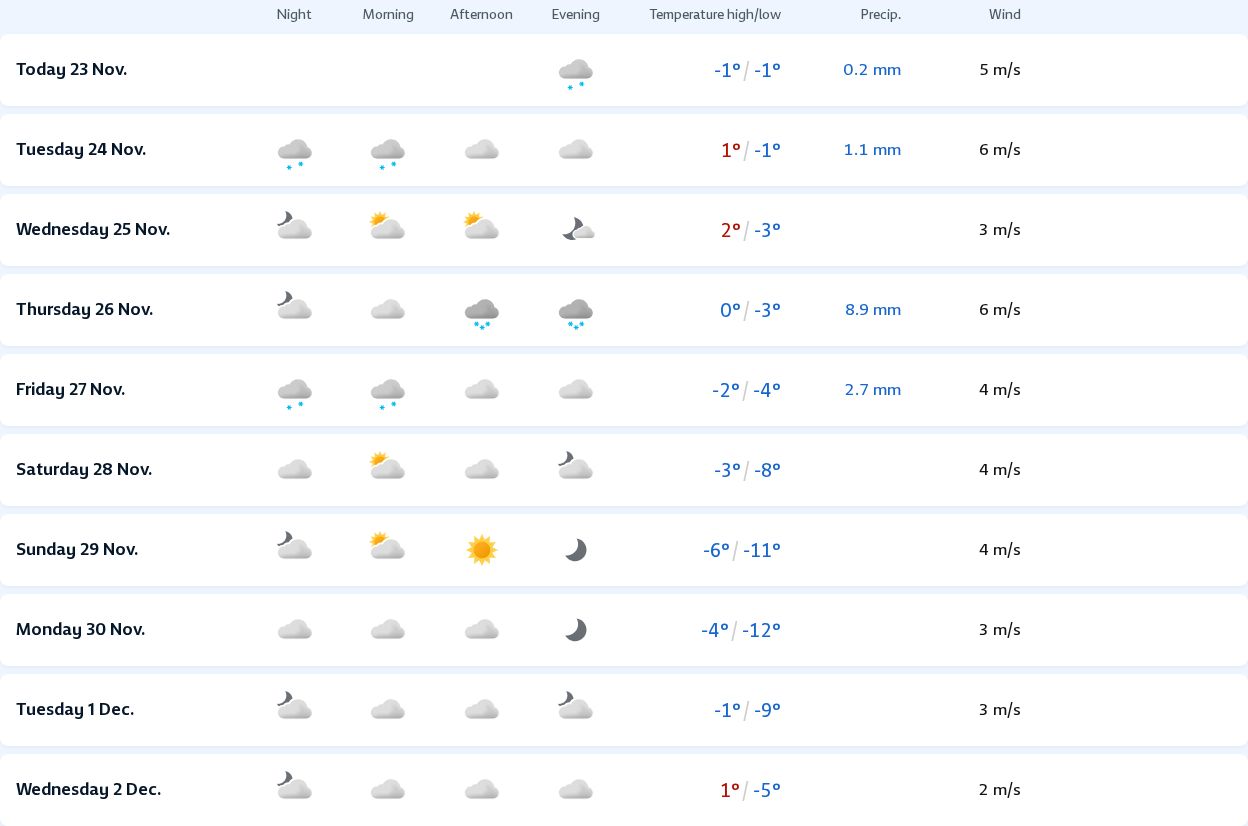 Night Morning Afternoon Evening Temperature high/low Precip. Wind
Today 23 Nov. -1°/ -1° 0.2 mm 5 m/s
Tuesday 24 Nov. 1°/ -1° 1.1 mm 6 m/s
Wednesday 25 Nov. 2°/ -3° 3 m/s
Thursday 26 Nov. 0°/ -3° 8.9 mm 6 m/s
Friday 27 Nov. -2°/ -4° 2.7 mm 4 m/s
Saturday 28 Nov. -3°/ -8° 4 m/s
Sunday 29 Nov. -6°/ -11° 4 m/s
Monday 30 Nov. -4°/ -12° 3 m/s
Tuesday 1 Dec. -1°/ -9° 3 m/s
Wednesday 2 Dec. 1°/ -5° 2 m/s